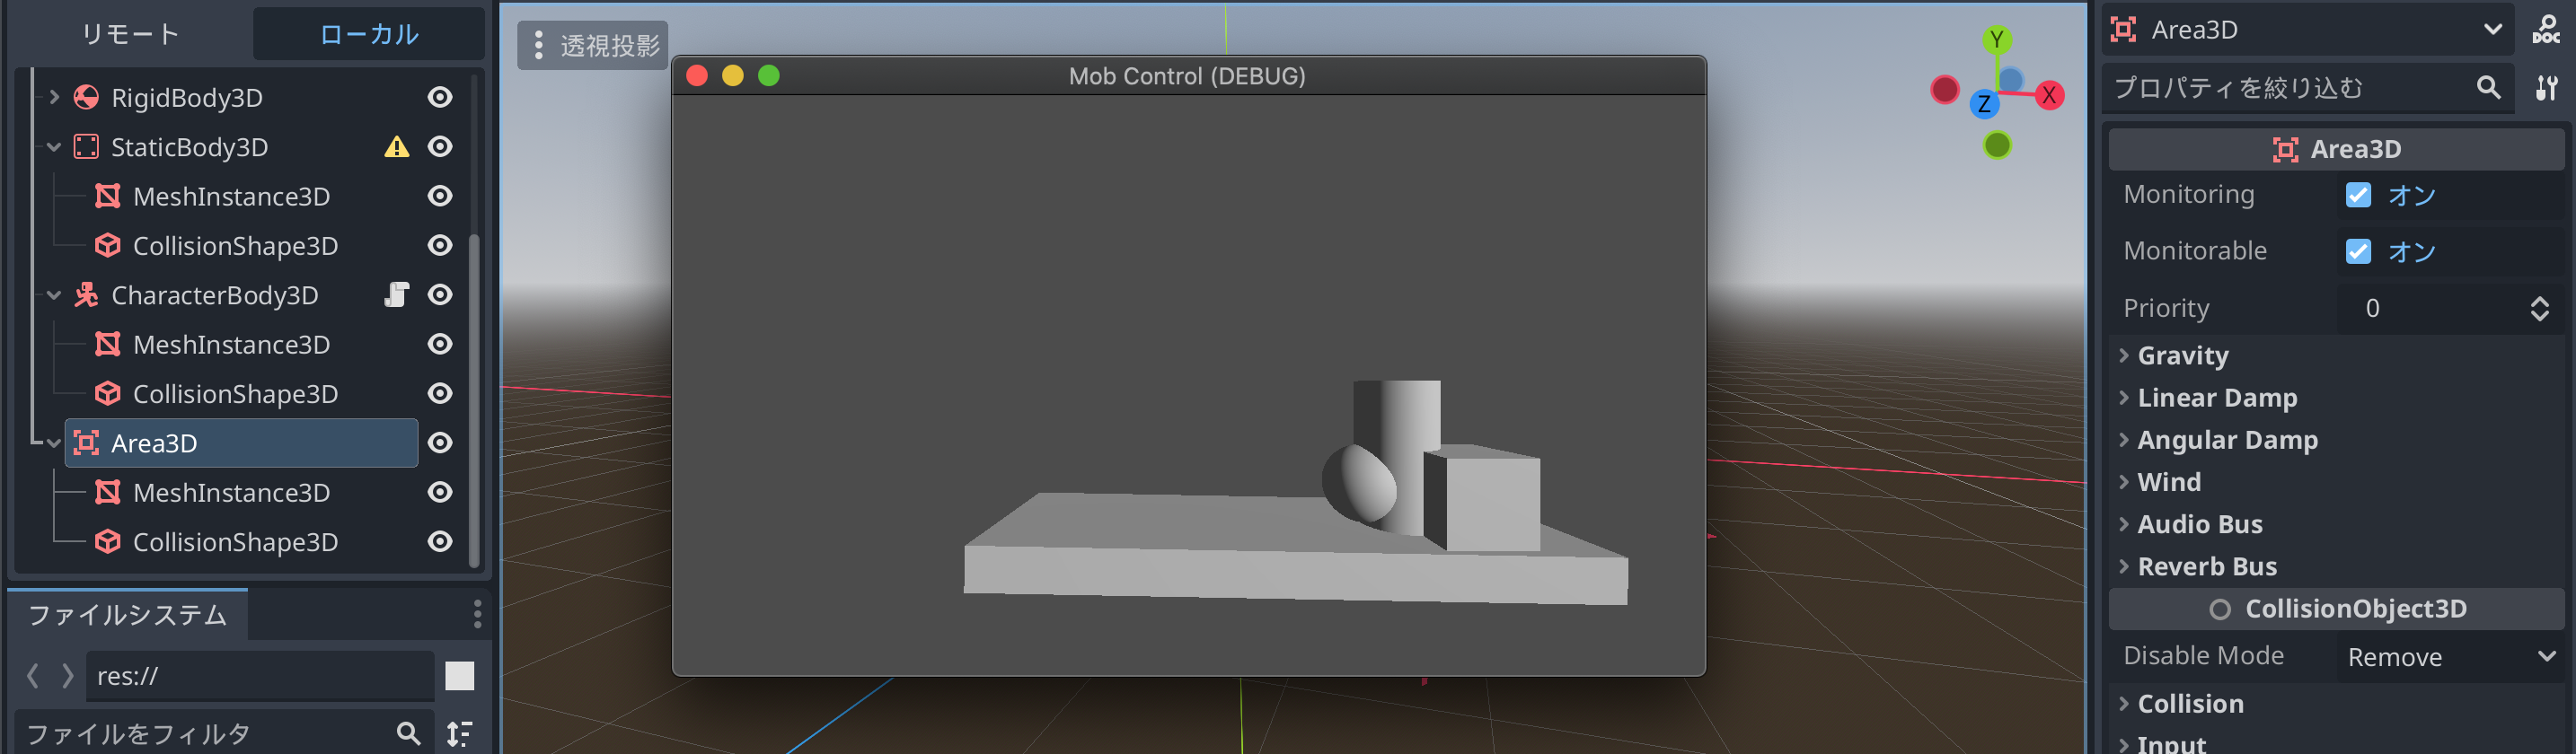 リモート
ローカル
RigidBody3D
StaticBody3D
MeshInstance3D
CollisionShape3D
CharacterBody3D
MeshInstance3D
CollisionShape3D
Area3D
MeshInstance3D
CollisionShape3D
ファイルシステム
res://
ファイルをフィルタ
透視投影
Mob Control (DEBUG)
Y
X
Z
Area3D
DOC
プロパティを絞り込む
Area3D
Monitoring オン
Monitorable オン
Priority 0
Gravity
Linear Damp
Angular Damp
Wind
Audio Bus
Reverb Bus
CollisionObject3D
Disable Mode Remove
Collision
Input